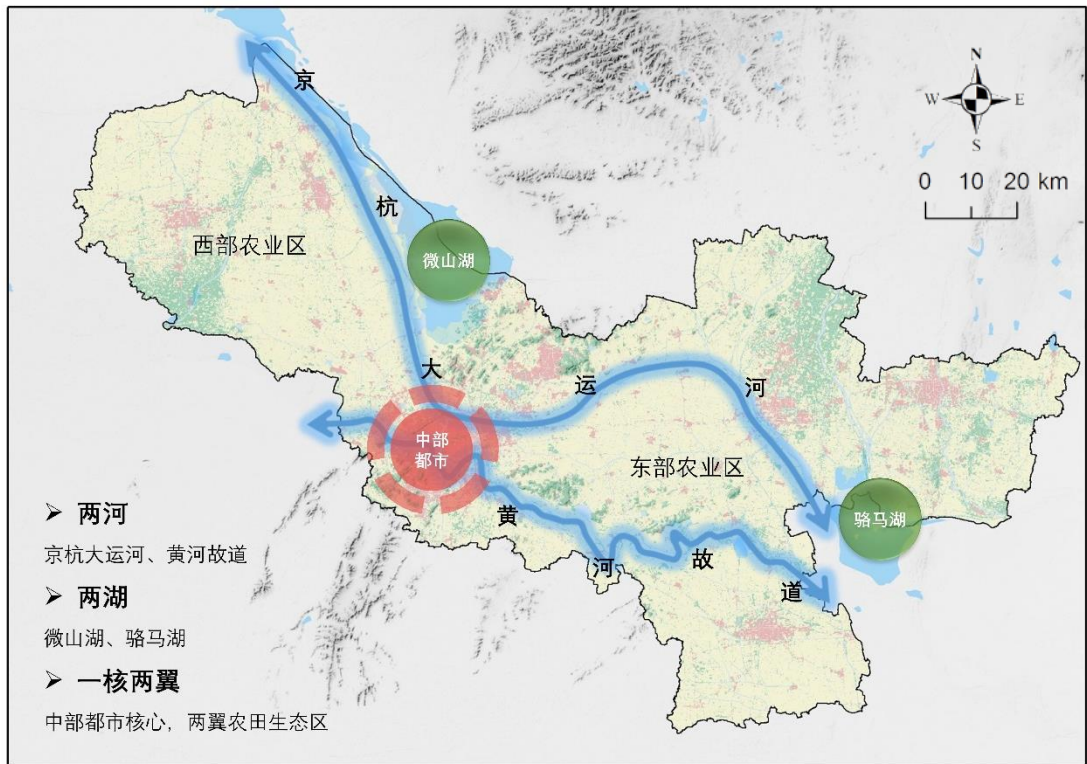 N
W E
S
0 10 20 km
京
杭
大
运
河
微山湖
西部农业区
中部
都市
东部农业区
骆马湖
黄
河
故
道
➢ 两河
京杭大运河、黄河故道
➢ 两湖
微山湖、骆马湖
➢ 一核两翼
中部都市核心，两翼农田生态区